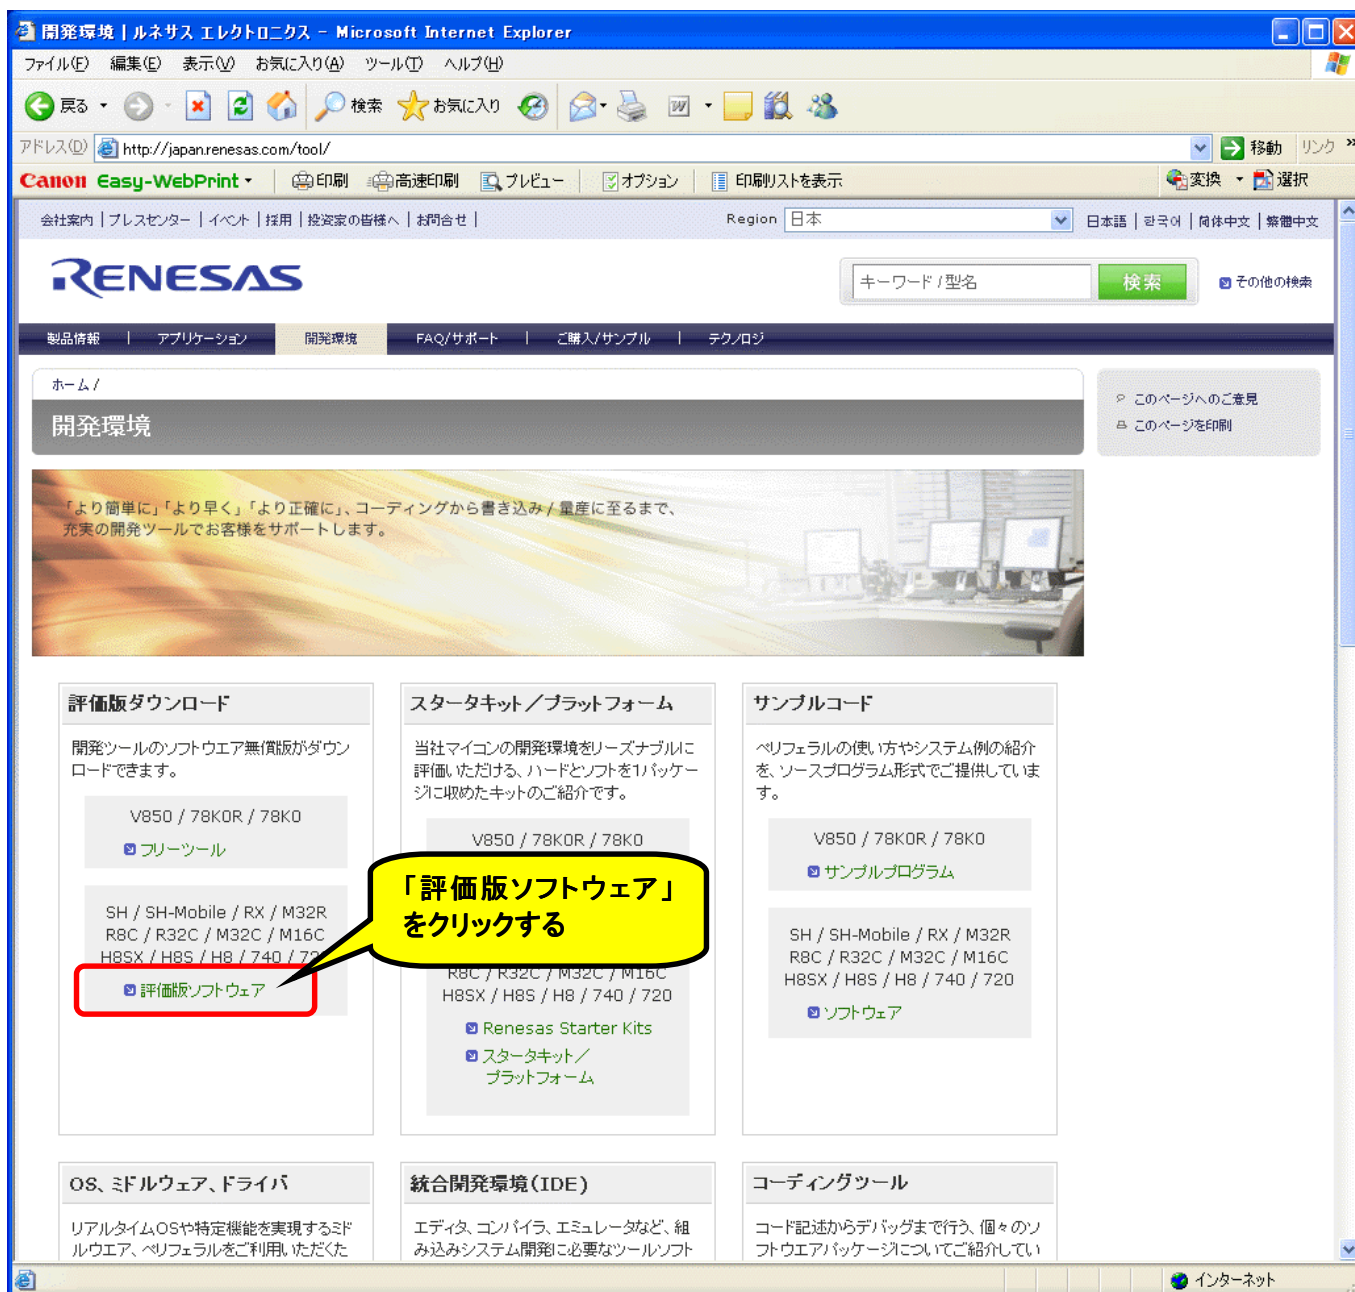 開発環境 | ルネサス エレクトロニクス - Microsoft Internet Explorer
ファイル(F) 編集(E) 表示(V) お気に入り(A) ツール(T) ヘルプ(H)
戻る 検索 お気に入り
アドレス(D) http://japan.renesas.com/tool/ 移動 リンク »
Canon Easy-WebPrint 印刷 高速印刷 プレビュー オプション 印刷リストを表示 変換 選択
会社案内 | プレスセンター | イベント | 採用 | 投資家の皆様へ | お問合せ | Region 日本 日本語 | 한국어 | 简体中文 | 繁體中文
RENESAS
キーワード / 型名 検索 その他の検索
製品情報 | アプリケーション 開発環境 FAQ/サポート | ご購入/サンプル | テクノロジ
ホーム /
開発環境
このページへのご意見
このページを印刷
「より簡単に」「より早く」「より正確に」、コーディングから書き込み / 量産に至るまで、
充実の開発ツールでお客様をサポートします。
評価版ダウンロード
開発ツールのソフトウエア無償版がダウン
ロードできます。
V850 / 78K0R / 78K0
フリーツール
SH / SH-Mobile / RX / M32R
R8C / R32C / M32C / M16C
H8SX / H8S / H8 / 740 / 72
評価版ソフトウェア
「評価版ソフトウェア」
をクリックする
スタータキット／プラットフォーム
当社マイコンの開発環境をリーズナブルに
評価いただける、ハードとソフトを1パッケー
ジに収めたキットのご紹介です。
V850 / 78K0R / 78K0
R8C / R32C / M32C / M16C
H8SX / H8S / H8 / 740 / 720
Renesas Starter Kits
スタータキット／
プラットフォーム
サンプルコード
ペリフェラルの使い方やシステム例の紹介
を、ソースプログラム形式でご提供していま
す。
V850 / 78K0R / 78K0
サンプルプログラム
SH / SH-Mobile / RX / M32R
R8C / R32C / M32C / M16C
H8SX / H8S / H8 / 740 / 720
ソフトウェア
OS、ミドルウェア、ドライバ
リアルタイムOSや特定機能を実現するミド
ルウエア、ペリフェラルをご利用いただくた
統合開発環境(IDE)
エディタ、コンパイラ、エミュレータなど、組
み込みシステム開発に必要なツールソフト
コーディングツール
コード記述からデバッグまで行う、個々のソ
フトウエアパッケージについてご紹介してい
インターネット